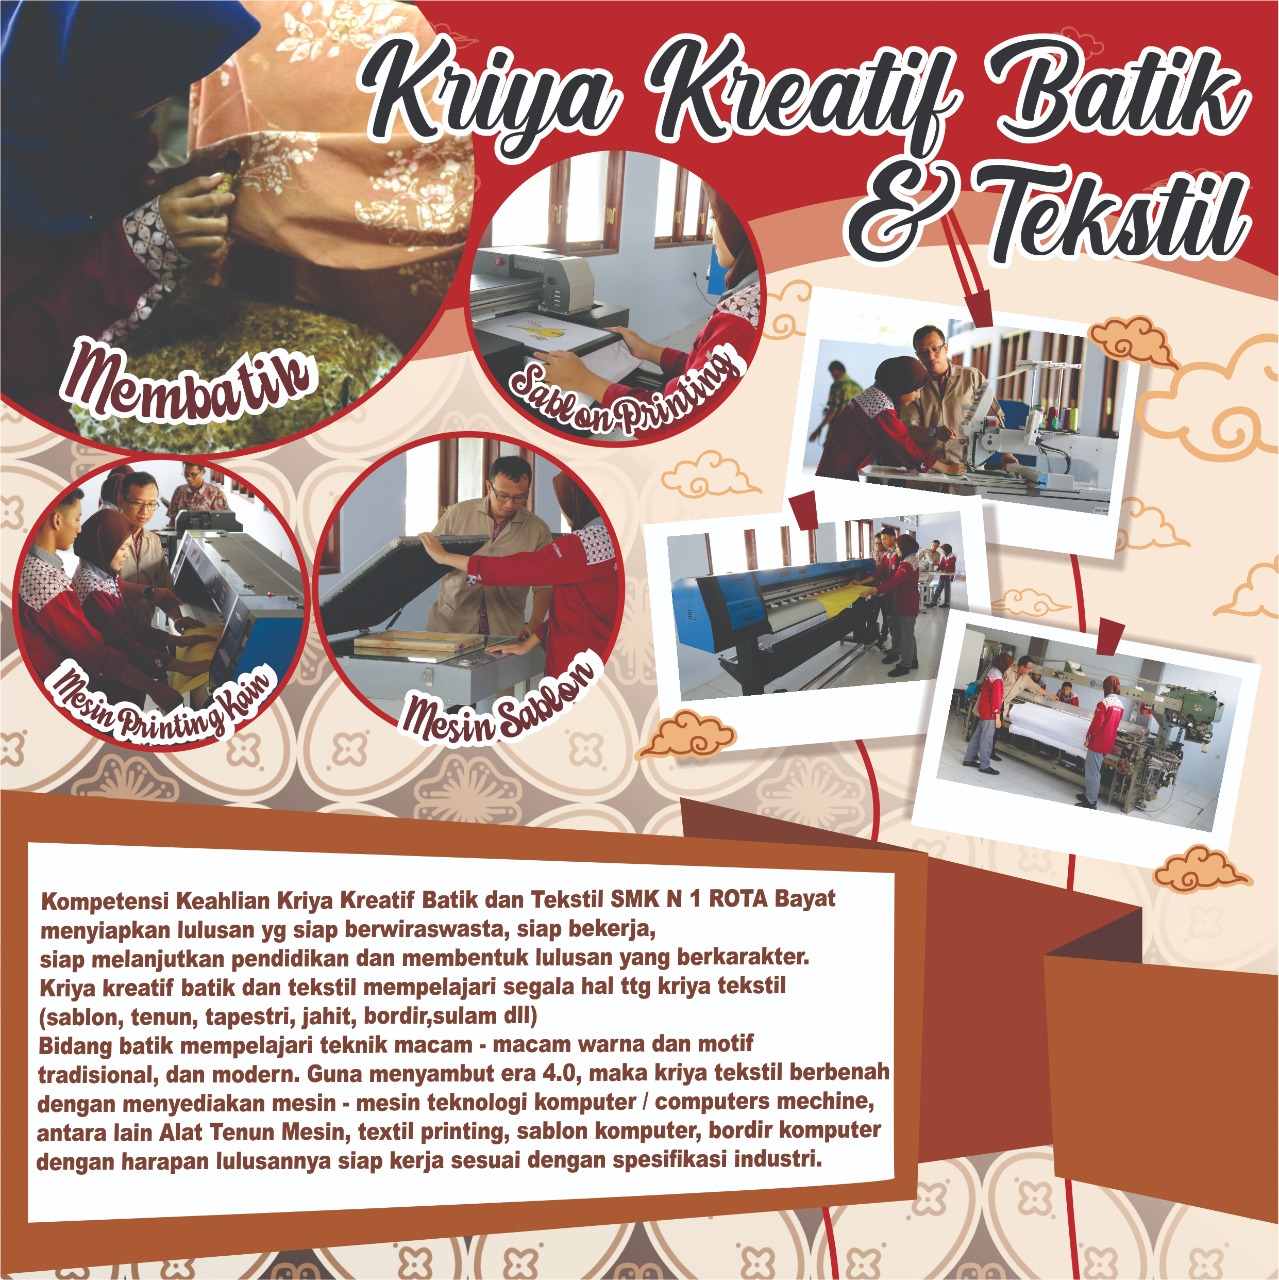 Kriya Kreatif Batik
& Tekstil
Membatik
Sablon Printing
Mesin Printing Kain
Mesin Sablon
Kompetensi Keahlian Kriya Kreatif Batik dan Tekstil SMK N 1 ROTA Bayat
menyiapkan lulusan yg siap berwiraswasta, siap bekerja,
siap melanjutkan pendidikan dan membentuk lulusan yang berkarakter.
Kriya kreatif batik dan tekstil mempelajari segala hal ttg kriya tekstil
(sablon, tenun, tapestri, jahit, bordir,sulam dll)
Bidang batik mempelajari teknik macam - macam warna dan motif
tradisional, dan modern. Guna menyambut era 4.0, maka kriya tekstil berbenah
dengan menyediakan mesin - mesin teknologi komputer / computers mechine,
antara lain Alat Tenun Mesin, textil printing, sablon komputer, bordir komputer
dengan harapan lulusannya siap kerja sesuai dengan spesifikasi industri.